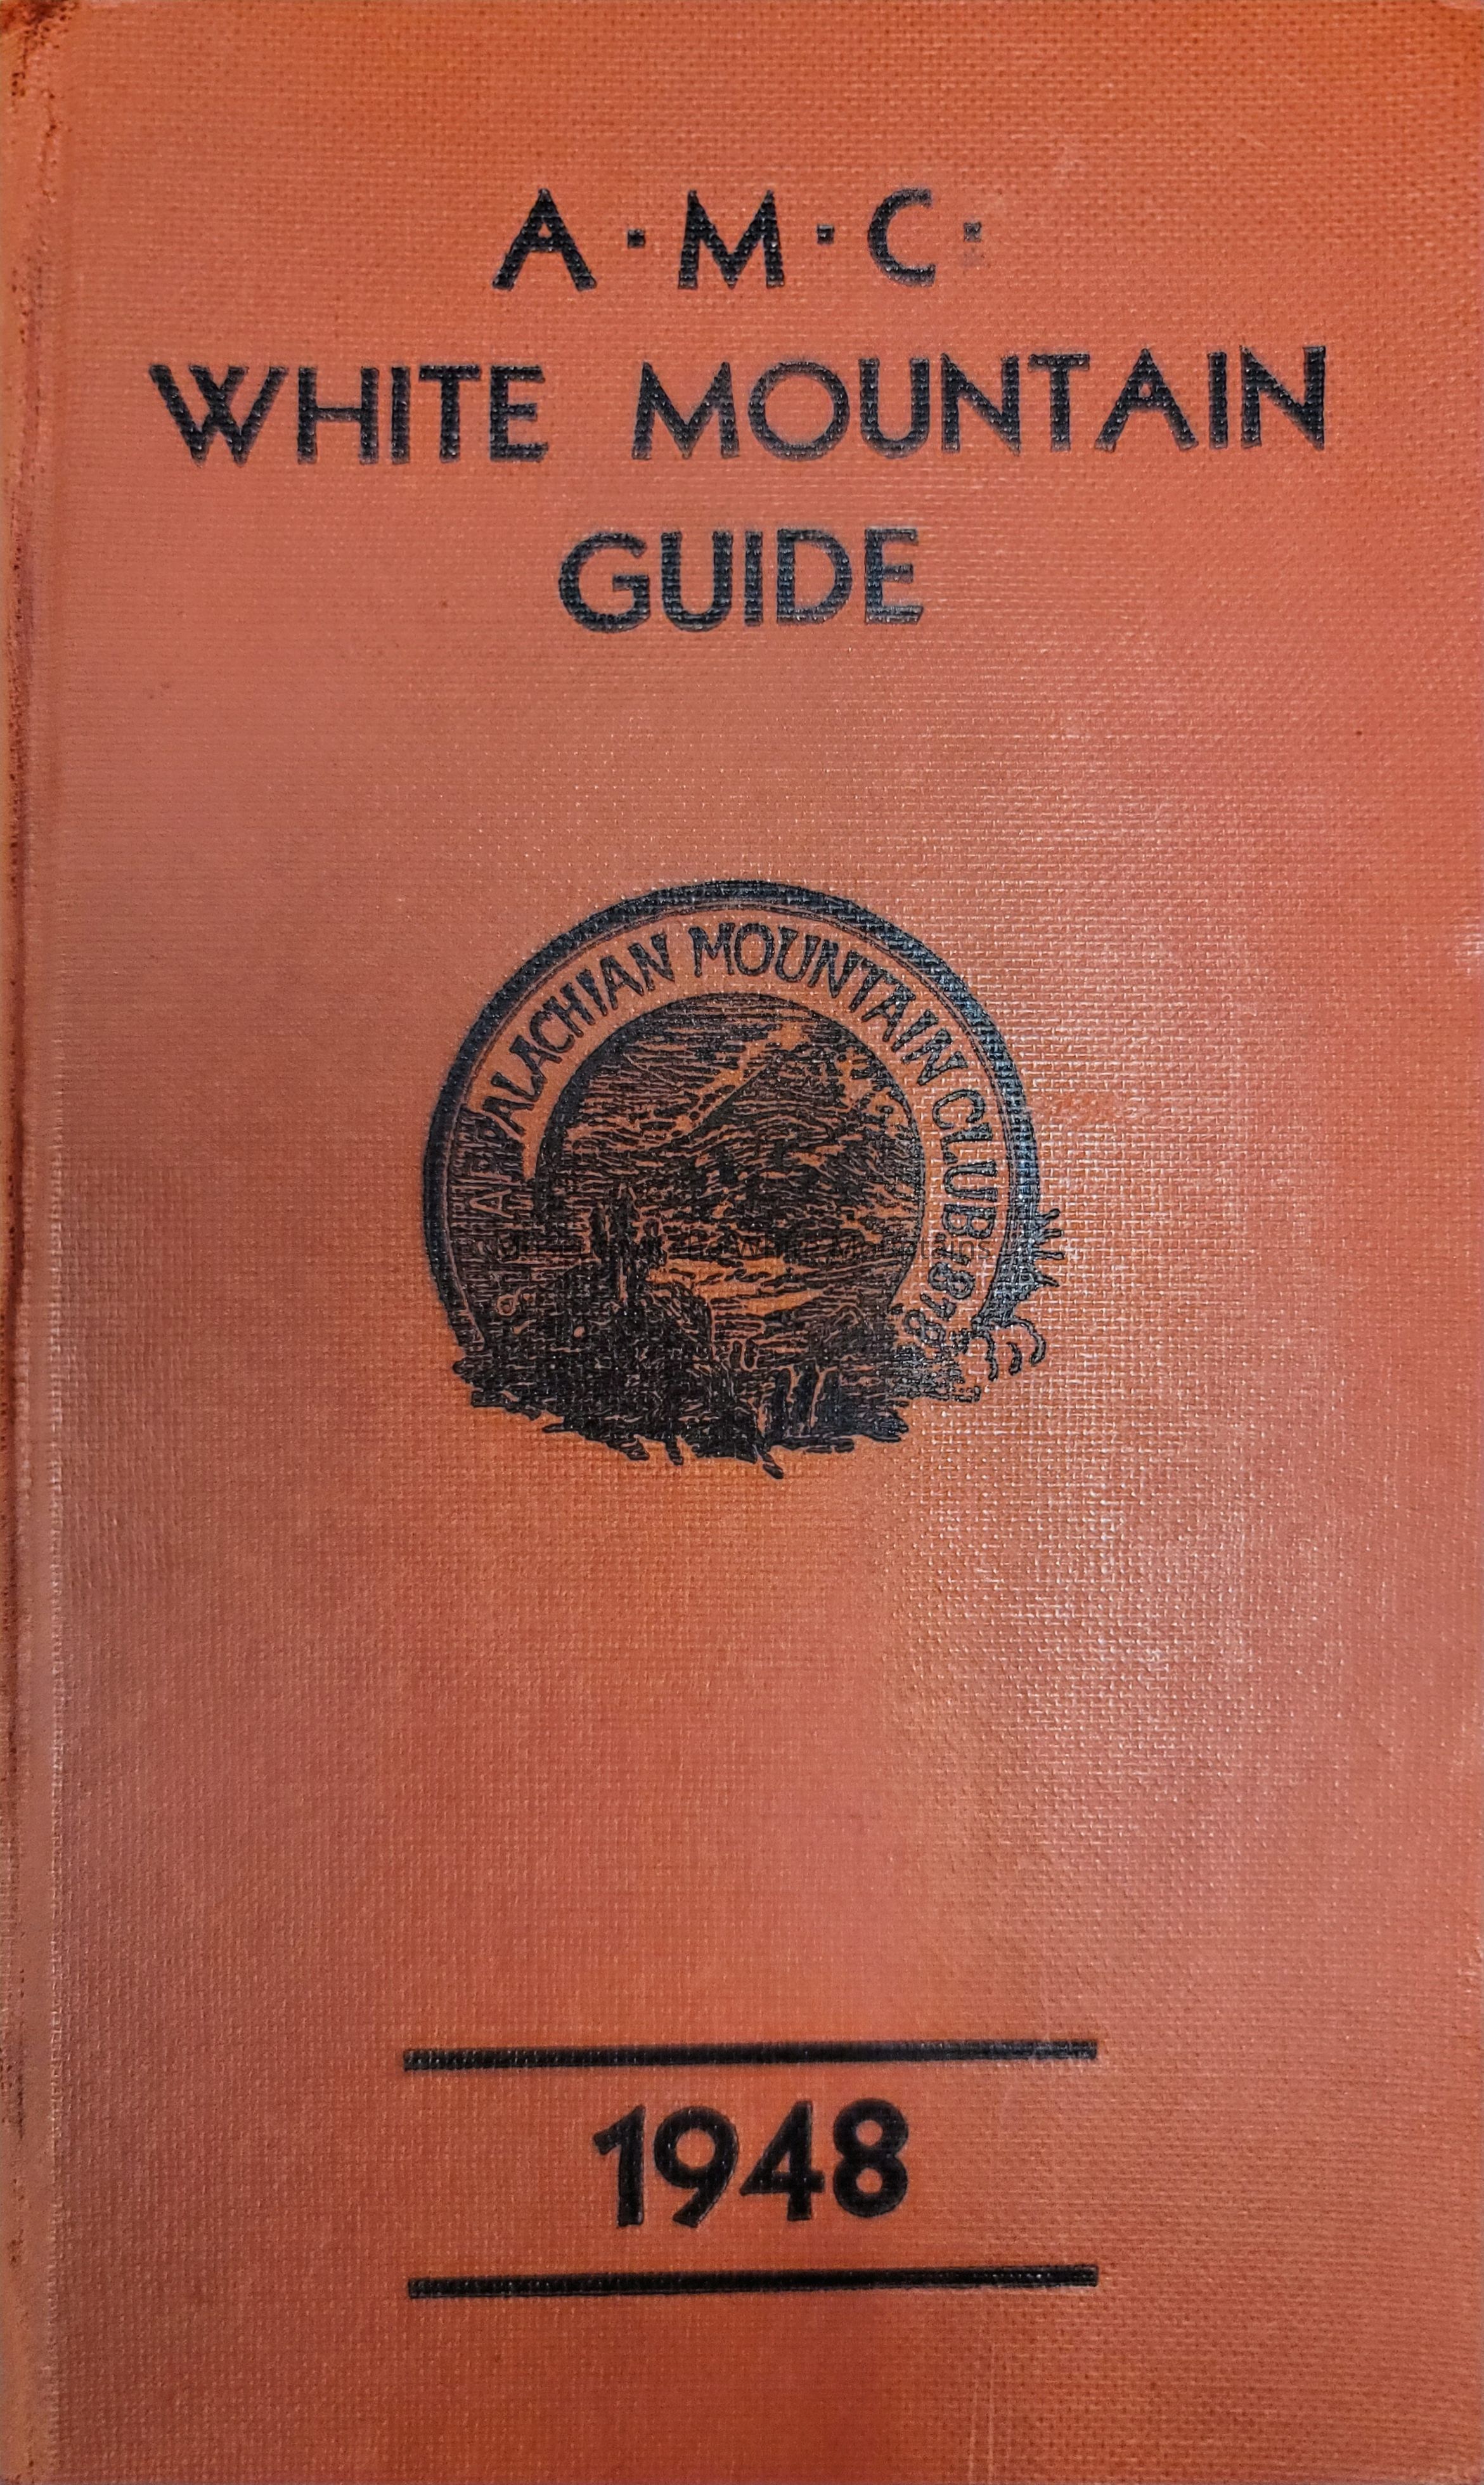 A·M·C·
WHITE MOUNTAIN
GUIDE
APPALACHIAN MOUNTAIN CLUB·1876
1948